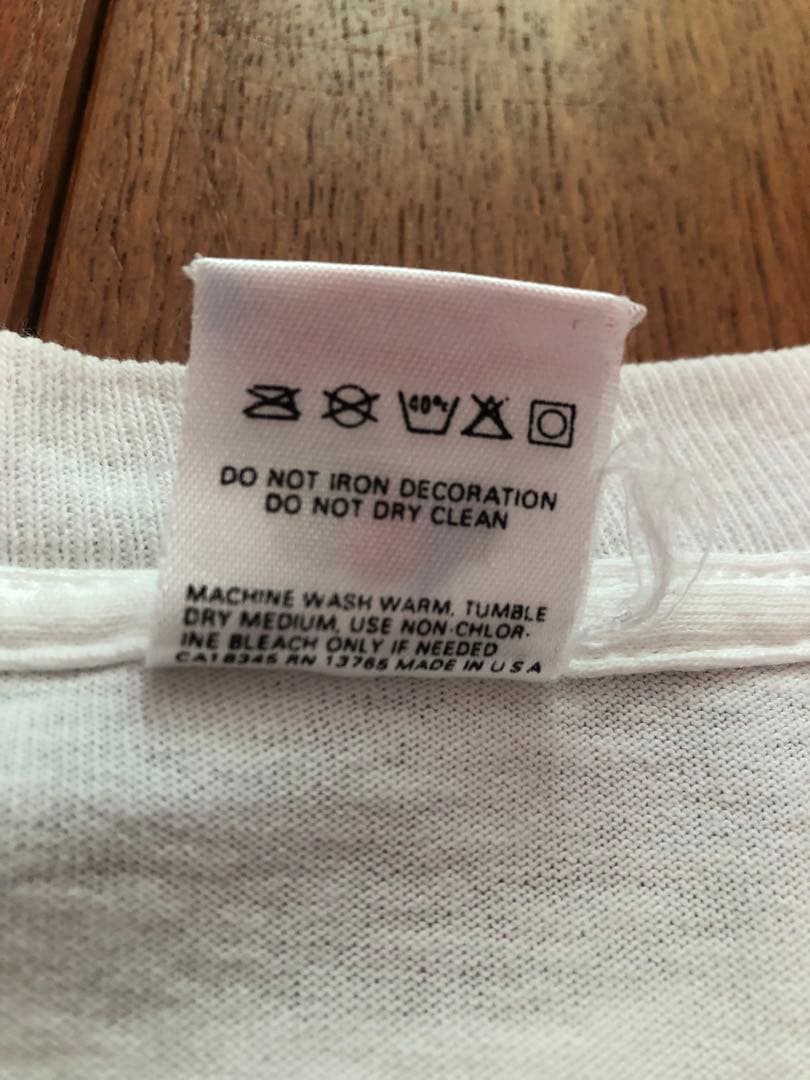 40°c
DO NOT IRON DECORATION
DO NOT DRY CLEAN
MACHINE WASH WARM, TUMBLE
DRY MEDIUM, USE NON-CHLOR-
INE BLEACH ONLY IF NEEDED
CA18345 RN 13765 MADE IN U S A